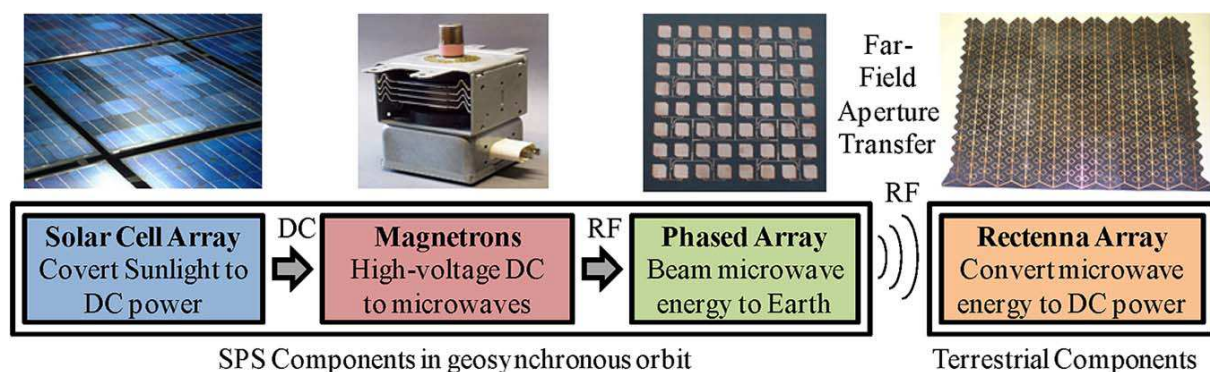 Far-
Field
Aperture
Transfer
Solar Cell Array
Covert Sunlight to
DC power
DC
Magnetrons
High-voltage DC
to microwaves
RF
Phased Array
Beam microwave
energy to Earth
RF
Rectenna Array
Convert microwave
energy to DC power
SPS Components in geosynchronous orbit
Terrestrial Components